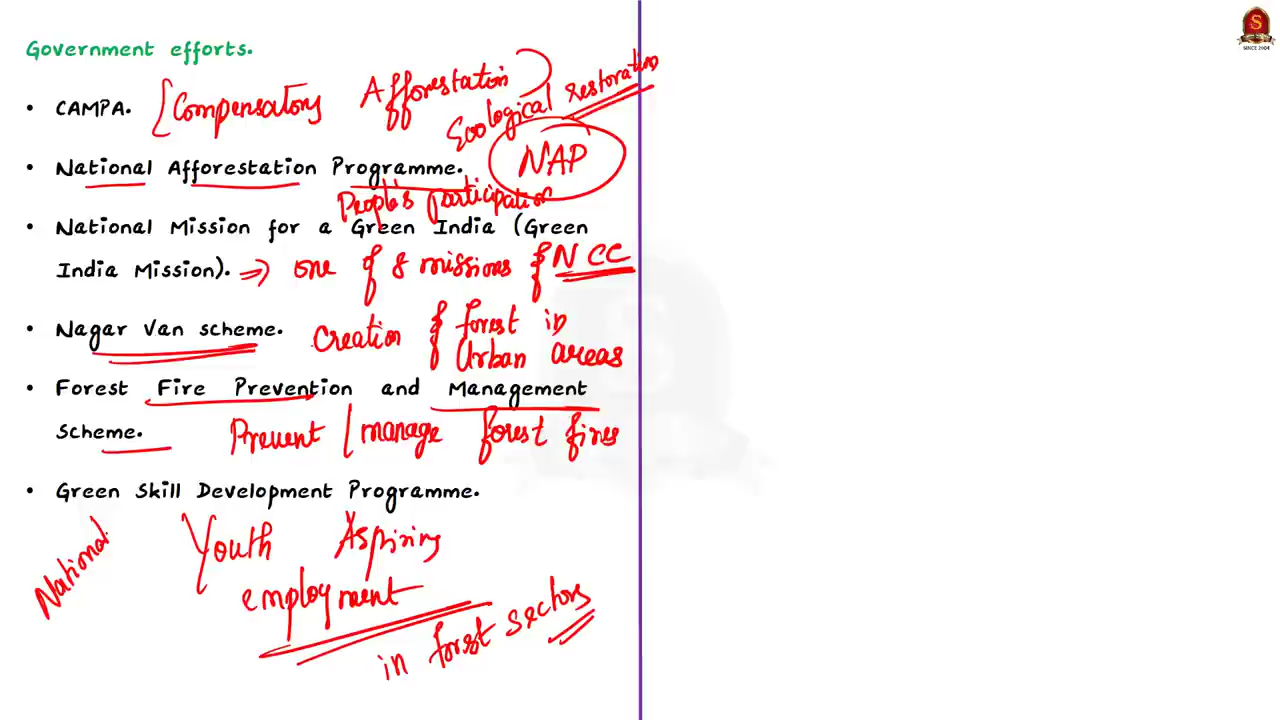 Government efforts.
• CAMPA. [Compensatory Afforestation)
Ecological restoration
• National Afforestation Programme. NAP
People's participation
• National Mission for a Green India (Green
India Mission). => one of 8 missions of NCC
• Nagar Van scheme. Creation of forest in
Urban areas
• Forest Fire Prevention and Management
Scheme. Prevent / manage forest fires
• Green Skill Development Programme.
National Youth Aspiring
employment
in forest sectors
S
SINCE 2004